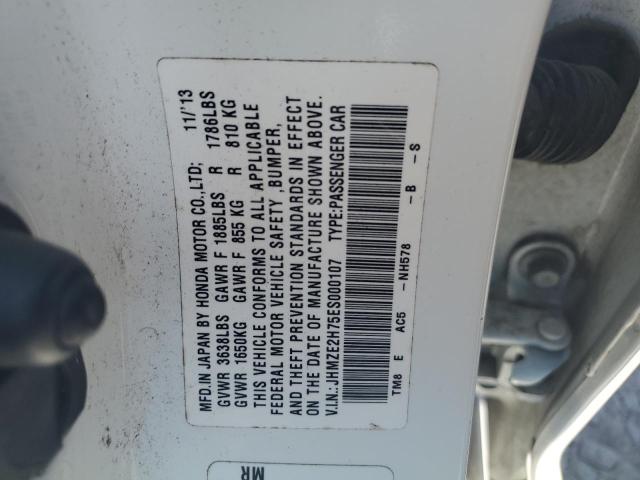 MFD.IN JAPAN BY HONDA MOTOR CO.,LTD; 11/'13
GVWR 3638LBS GAWR F 1885LBS R 1786LBS
GVWR 1650KG GAWR F 855 KG R 810 KG
THIS VEHICLE CONFORMS TO ALL APPLICABLE
FEDERAL MOTOR VEHICLE SAFETY ,BUMPER,
AND THEFT PREVENTION STANDARDS IN EFFECT
ON THE DATE OF MANUFACTURE SHOWN ABOVE.
V.I.N.:JHMZE2H75ES000107 TYPE:PASSENGER CAR
TM8 E AC5 -NH578 -B -S
MR